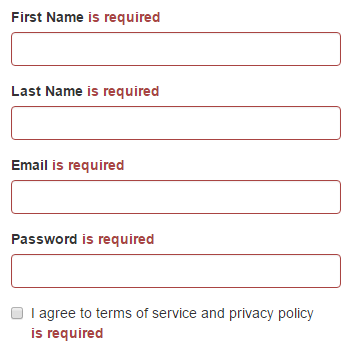 First Name is required
Last Name is required
Email is required
Password is required
I agree to terms of service and privacy policy
is required